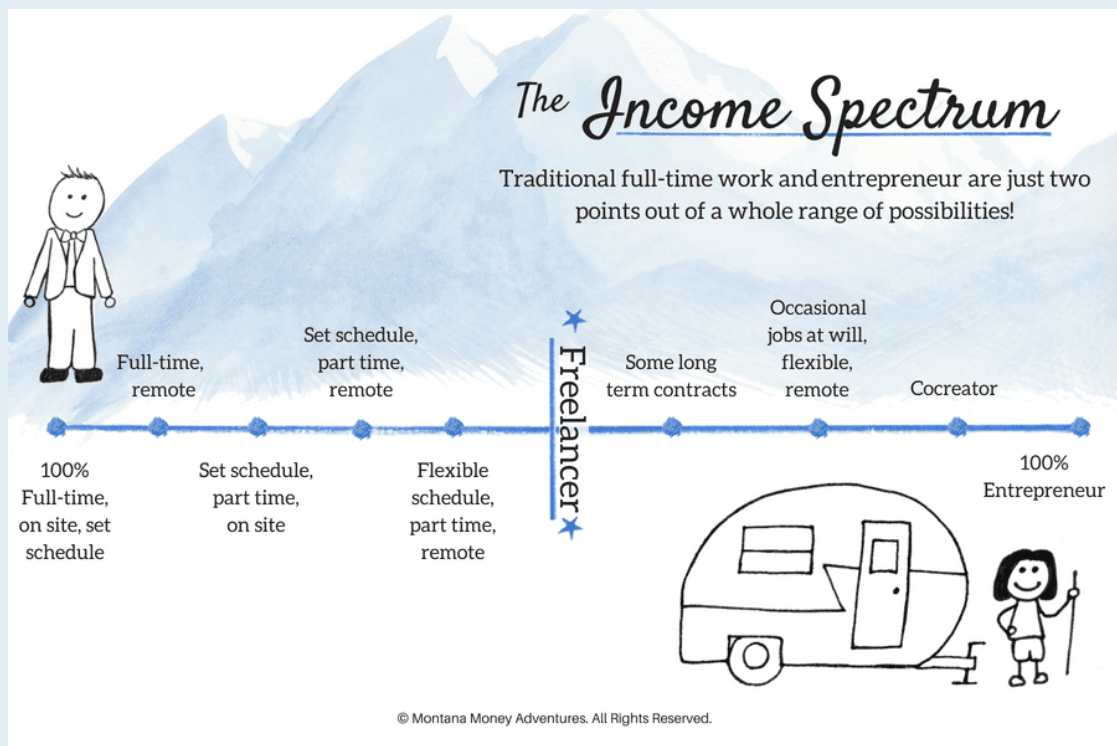 The Income Spectrum
Traditional full-time work and entrepreneur are just two
points out of a whole range of possibilities!
100%
Full-time,
on site, set
schedule
Full-time,
remote
Set schedule,
part time,
on site
Set schedule,
part time,
remote
Flexible
schedule,
part time,
remote
Freelancer
Some long
term contracts
Occasional
jobs at will,
flexible,
remote
Cocreator
100%
Entrepreneur
© Montana Money Adventures. All Rights Reserved.